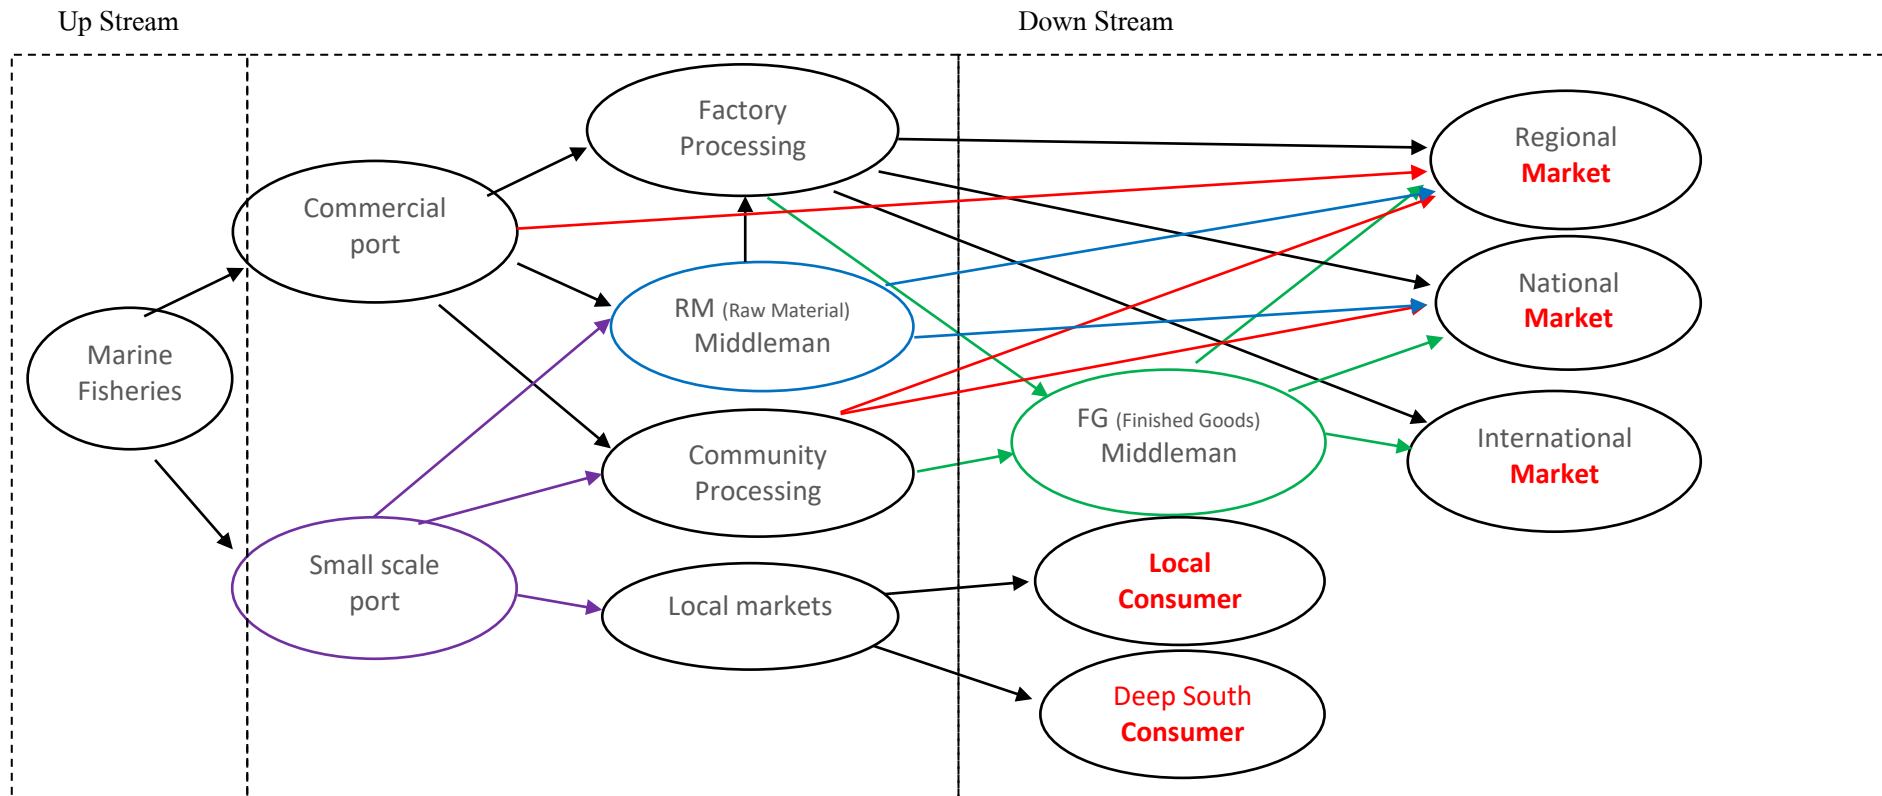 Up Stream
Down Stream
Factory
Processing
Regional
Market
Commercial
port
National
Market
RM (Raw Material)
Middleman
Marine
Fisheries
FG (Finished Goods)
Middleman
International
Market
Community
Processing
Small scale
port
Local
Consumer
Local markets
Deep South
Consumer